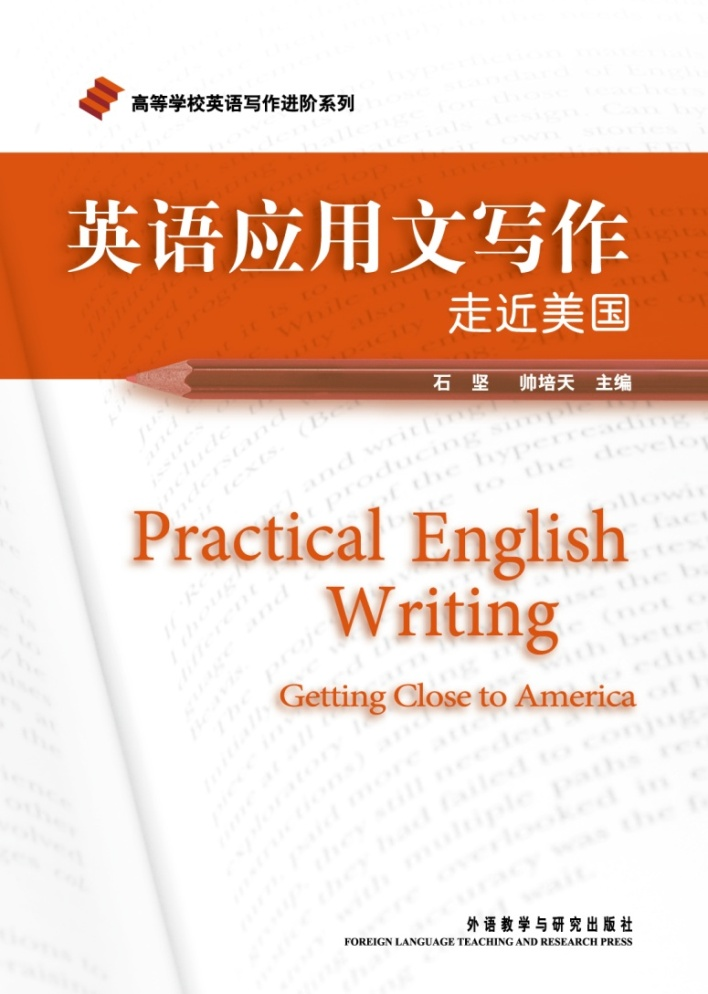 高等学校英语写作进阶系列
英语应用文写作
走近美国
石 坚 帅培天 主编
Practical English
Writing
Getting Close to America
外语教学与研究出版社
FOREIGN LANGUAGE TEACHING AND RESEARCH PRESS